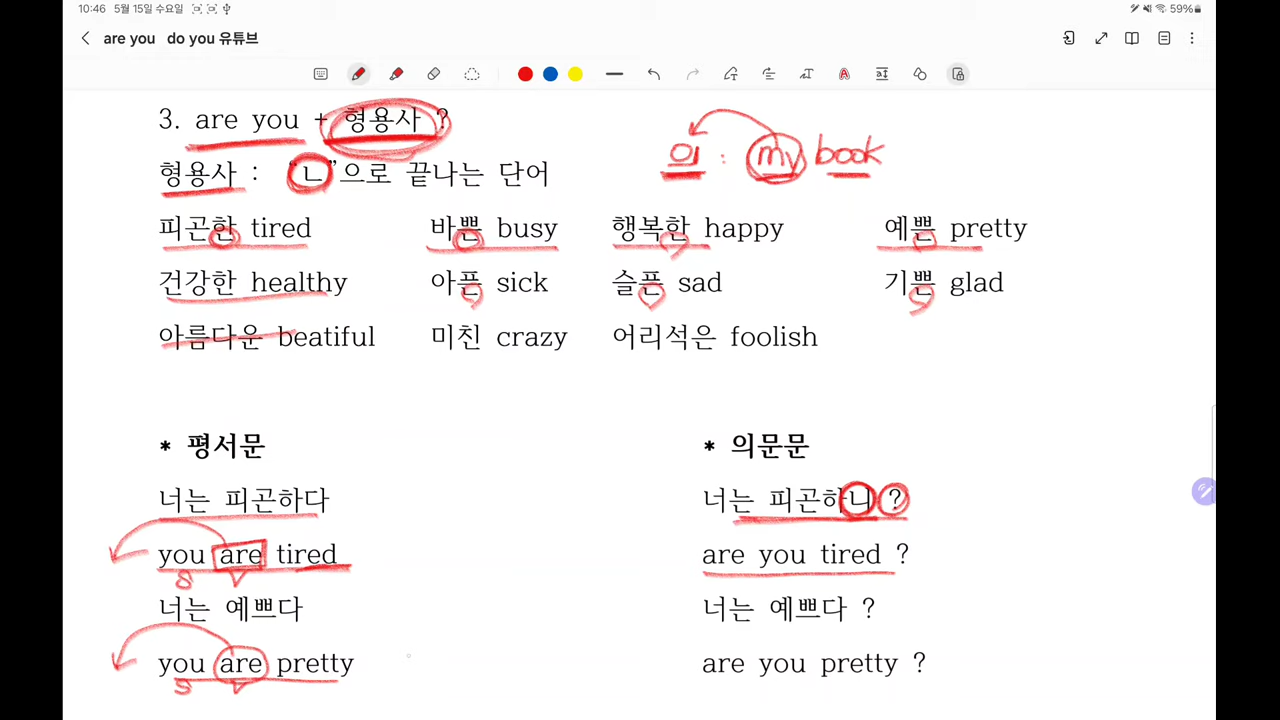 10:46 5월 15일 수요일 59%
are you do you 유튜브
3. are you + 형용사 ?
의 : my book
형용사 : “ㄴ”으로 끝나는 단어
피곤한 tired 바쁜 busy 행복한 happy 예쁜 pretty
건강한 healthy 아픈 sick 슬픈 sad 기쁜 glad
아름다운 beatiful 미친 crazy 어리석은 foolish
* 평서문 * 의문문
너는 피곤하다 너는 피곤하니 ?
you are tired are you tired ?
s v
너는 예쁘다 너는 예쁘다 ?
you are pretty are you pretty ?
s v